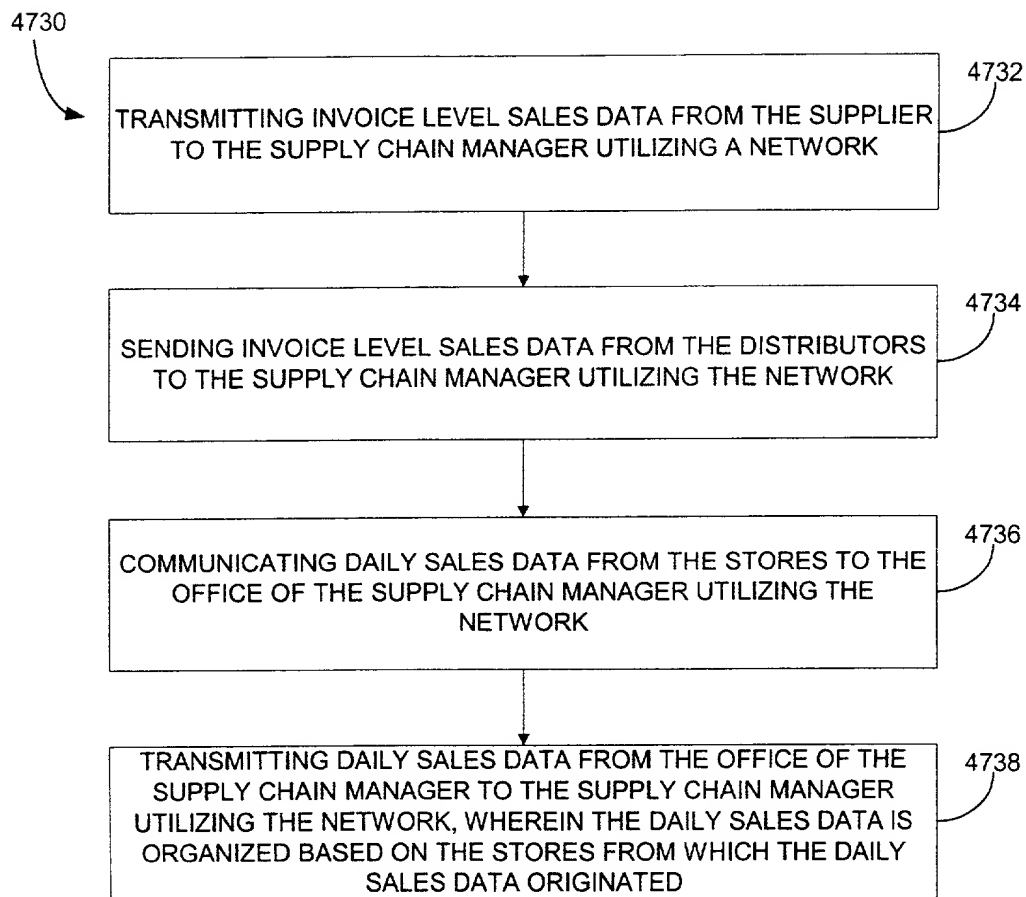 4730
4732
TRANSMITTING INVOICE LEVEL SALES DATA FROM THE SUPPLIER
TO THE SUPPLY CHAIN MANAGER UTILIZING A NETWORK
4734
SENDING INVOICE LEVEL SALES DATA FROM THE DISTRIBUTORS
TO THE SUPPLY CHAIN MANAGER UTILIZING THE NETWORK
4736
COMMUNICATING DAILY SALES DATA FROM THE STORES TO THE
OFFICE OF THE SUPPLY CHAIN MANAGER UTILIZING THE
NETWORK
4738
TRANSMITTING DAILY SALES DATA FROM THE OFFICE OF THE
SUPPLY CHAIN MANAGER TO THE SUPPLY CHAIN MANAGER
UTILIZING THE NETWORK, WHEREIN THE DAILY SALES DATA IS
ORGANIZED BASED ON THE STORES FROM WHICH THE DAILY
SALES DATA ORIGINATED